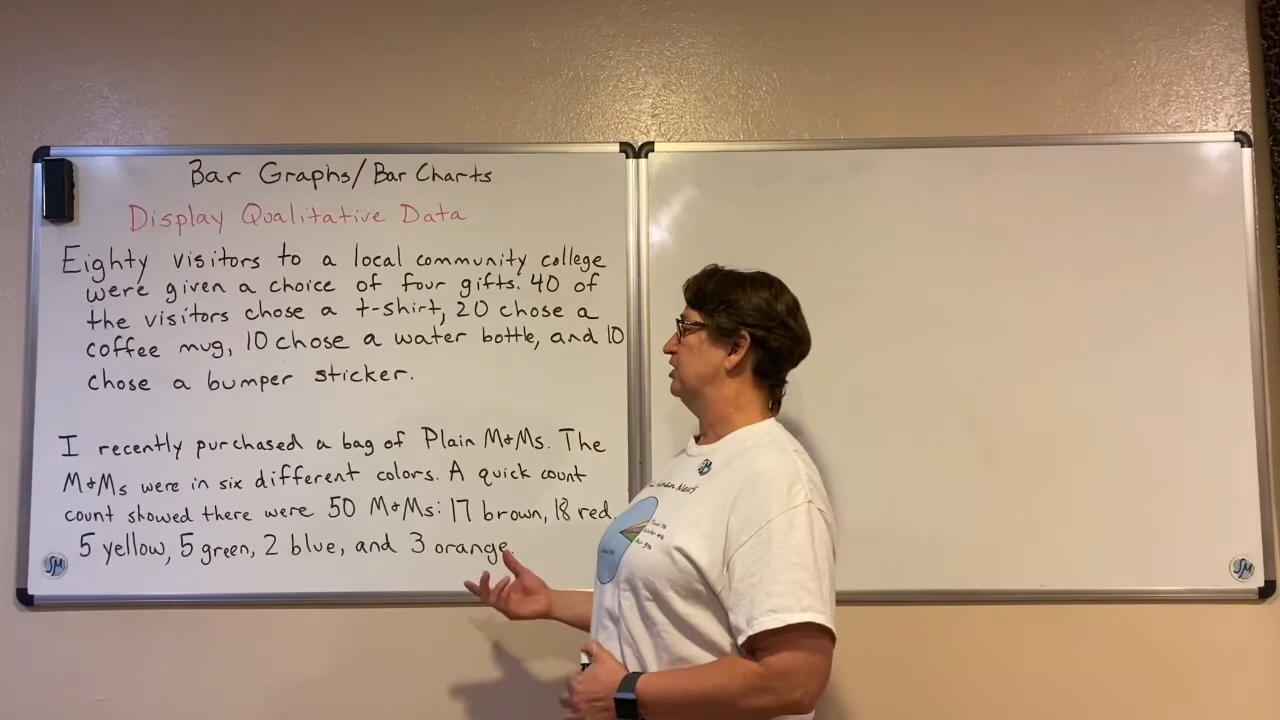 Bar Graphs/Bar Charts
Display Qualitative Data
Eighty visitors to a local community college
were given a choice of four gifts. 40 of
the visitors chose a t-shirt, 20 chose a
coffee mug, 10 chose a water bottle, and 10
chose a bumper sticker.
I recently purchased a bag of Plain M&Ms. The
M&Ms were in six different colors. A quick count
count showed there were 50 M&Ms: 17 brown, 18 red,
5 yellow, 5 green, 2 blue, and 3 orange.
SM
SM
SM